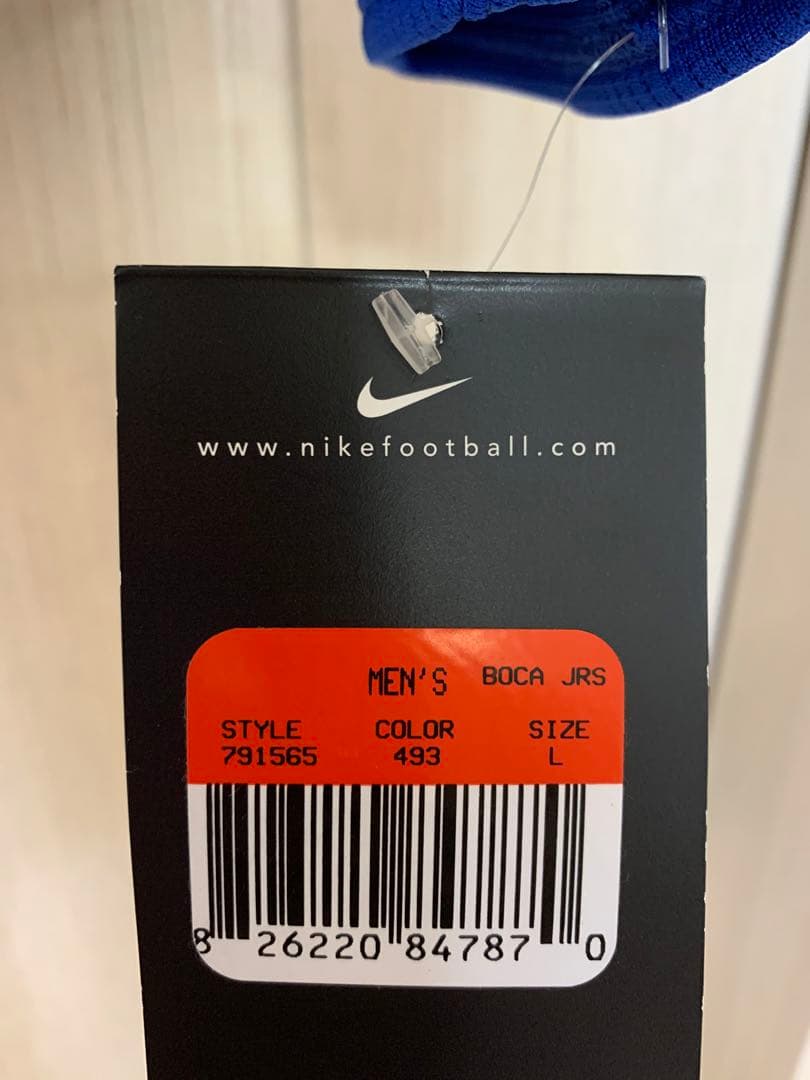 www.nikefootball.com
MEN'S BOCA JRS
STYLE COLOR SIZE
791565 493 L
8 26220 84787 0